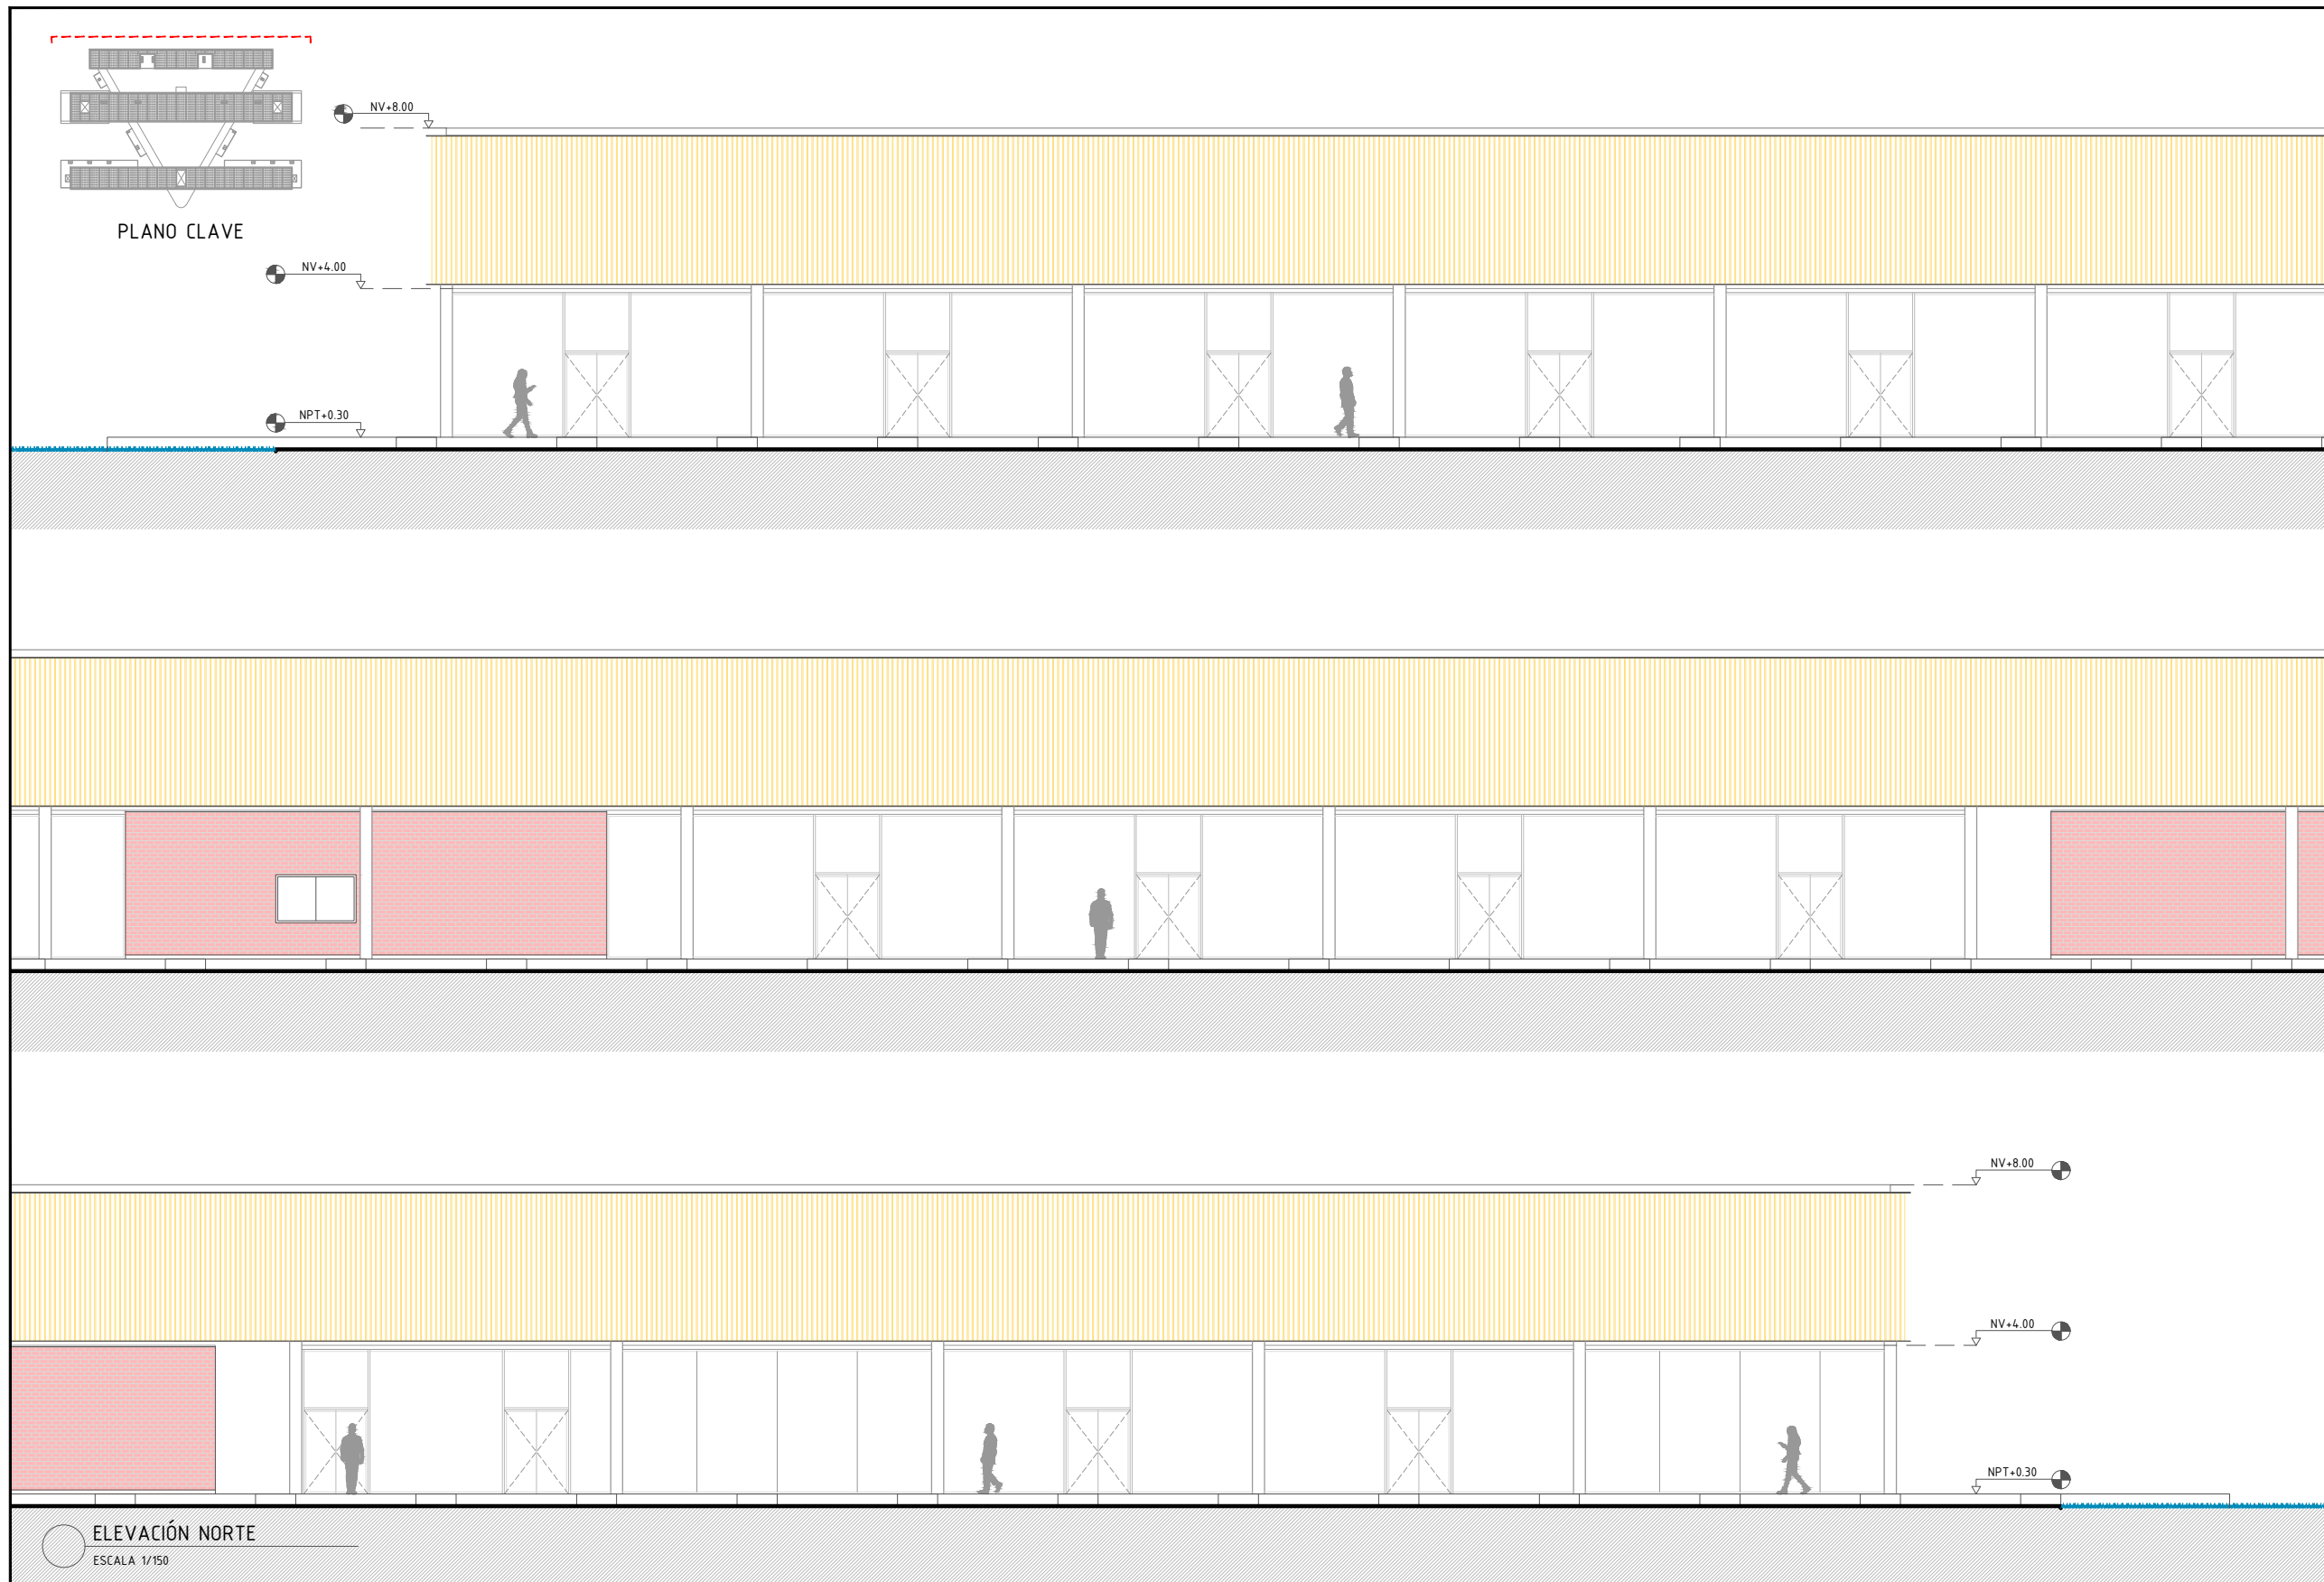 NV+8.00
PLANO CLAVE
NV+4.00
NPT+0.30
NV+8.00
NV+4.00
NPT+0.30
ELEVACIÓN NORTE
ESCALA 1/150